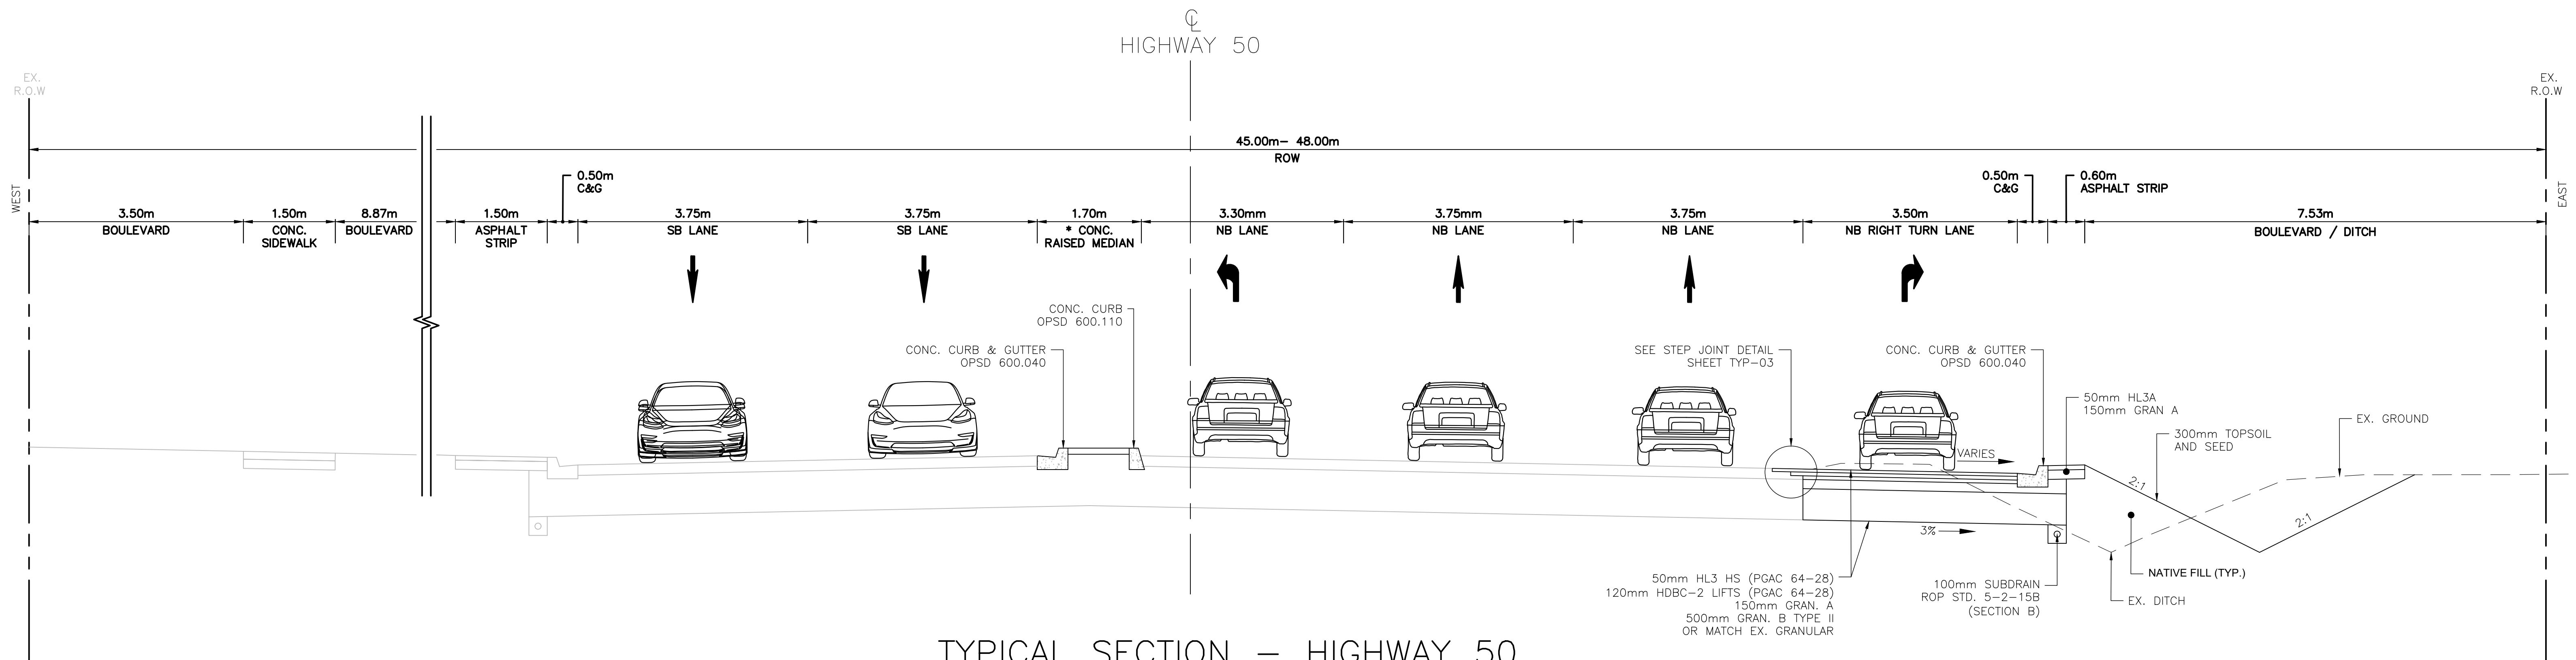 ℄
HIGHWAY 50
EX.
R.O.W
EX.
R.O.W
WEST
EAST
45.00m- 48.00m
ROW
0.50m
C&G
0.50m
C&G
0.60m
ASPHALT STRIP
3.50m
BOULEVARD
1.50m
CONC.
SIDEWALK
8.87m
BOULEVARD
1.50m
ASPHALT
STRIP
3.75m
SB LANE
3.75m
SB LANE
1.70m
* CONC.
RAISED MEDIAN
3.30mm
NB LANE
3.75mm
NB LANE
3.75m
NB LANE
3.50m
NB RIGHT TURN LANE
7.53m
BOULEVARD / DITCH
CONC. CURB
OPSD 600.110
CONC. CURB & GUTTER
OPSD 600.040
SEE STEP JOINT DETAIL
SHEET TYP-03
CONC. CURB & GUTTER
OPSD 600.040
50mm HL3A
150mm GRAN A
300mm TOPSOIL
AND SEED
EX. GROUND
VARIES
2:1
2:1
3%
50mm HL3 HS (PGAC 64-28)
120mm HDBC-2 LIFTS (PGAC 64-28)
150mm GRAN. A
500mm GRAN. B TYPE II
OR MATCH EX. GRANULAR
100mm SUBDRAIN
ROP STD. 5-2-15B
(SECTION B)
NATIVE FILL (TYP.)
EX. DITCH
TYPICAL SECTION - HIGHWAY 50